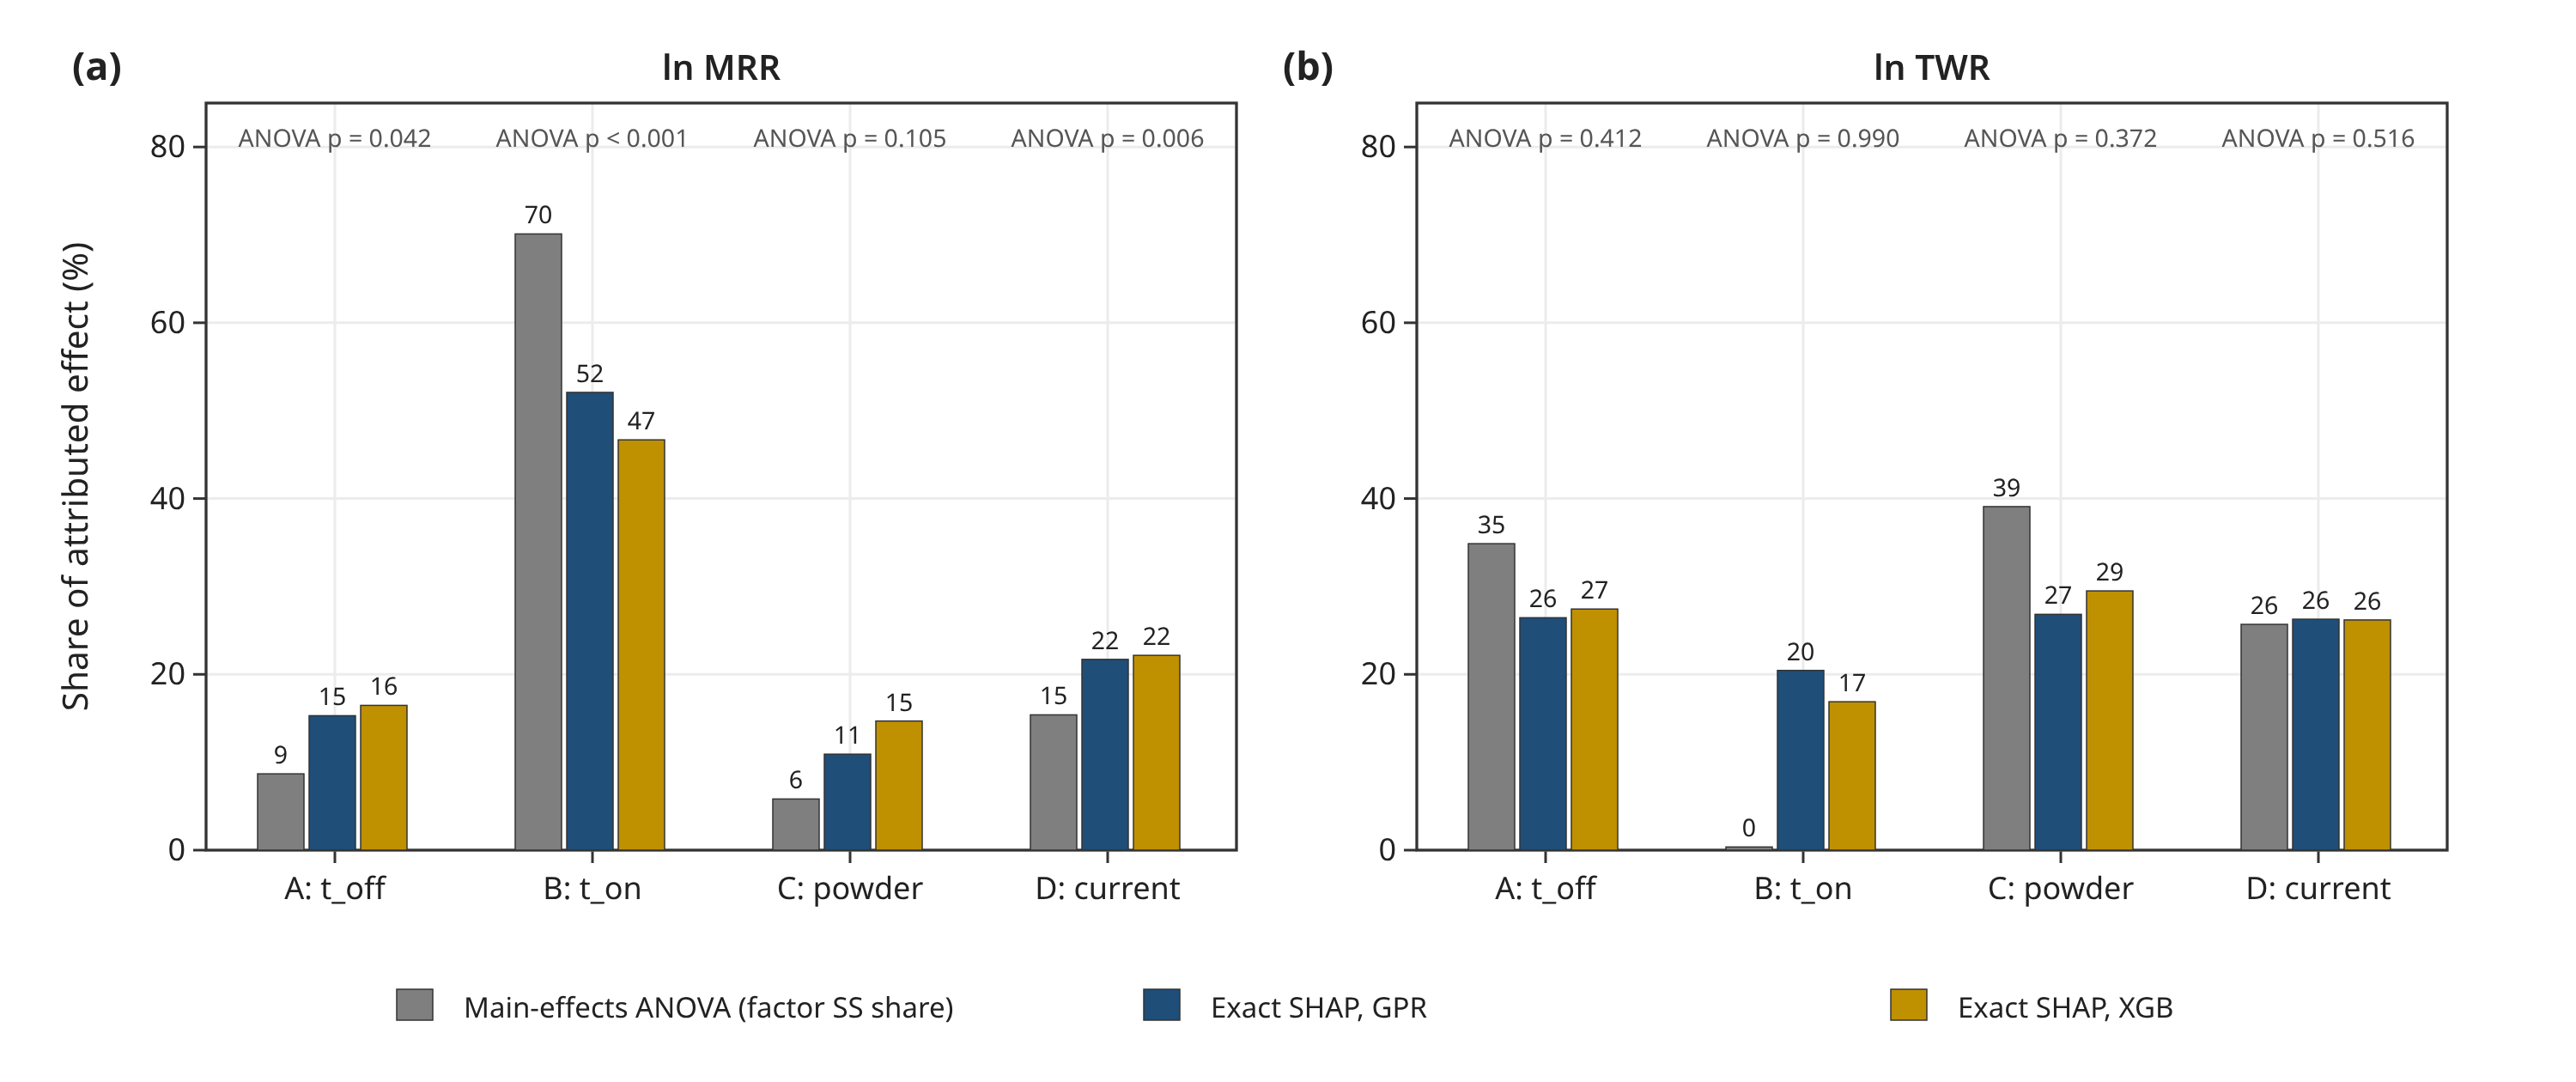 (a)
ln MRR
ANOVA p = 0.042 ANOVA p < 0.001 ANOVA p = 0.105 ANOVA p = 0.006
Share of attributed effect (%)
80
60
40
20
0
9 15 16
70 52 47
6 11 15
15 22 22
A: t_off B: t_on C: powder D: current
(b)
ln TWR
ANOVA p = 0.412 ANOVA p = 0.990 ANOVA p = 0.372 ANOVA p = 0.516
80
60
40
20
0
35 26 27
0 20 17
39 27 29
26 26 26
A: t_off B: t_on C: powder D: current
Main-effects ANOVA (factor SS share) Exact SHAP, GPR Exact SHAP, XGB